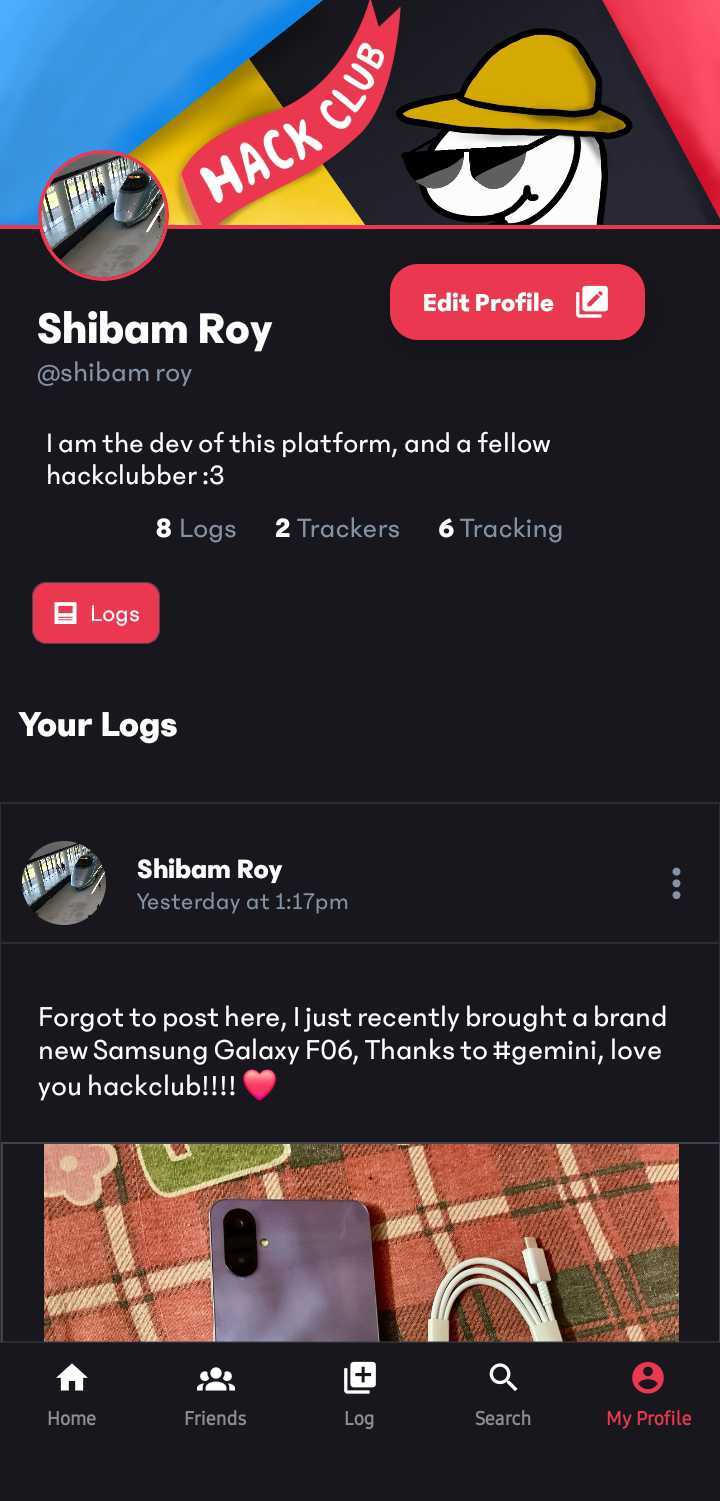 HACK CLUB
Edit Profile
Shibam Roy
@shibam roy
I am the dev of this platform, and a fellow
hackclubber :3
8 Logs 2 Trackers 6 Tracking
Logs
Your Logs
Shibam Roy
Yesterday at 1:17pm
Forgot to post here, I just recently brought a brand
new Samsung Galaxy F06, Thanks to #gemini, love
you hackclub!!!! ❤️
Home Friends Log Search My Profile